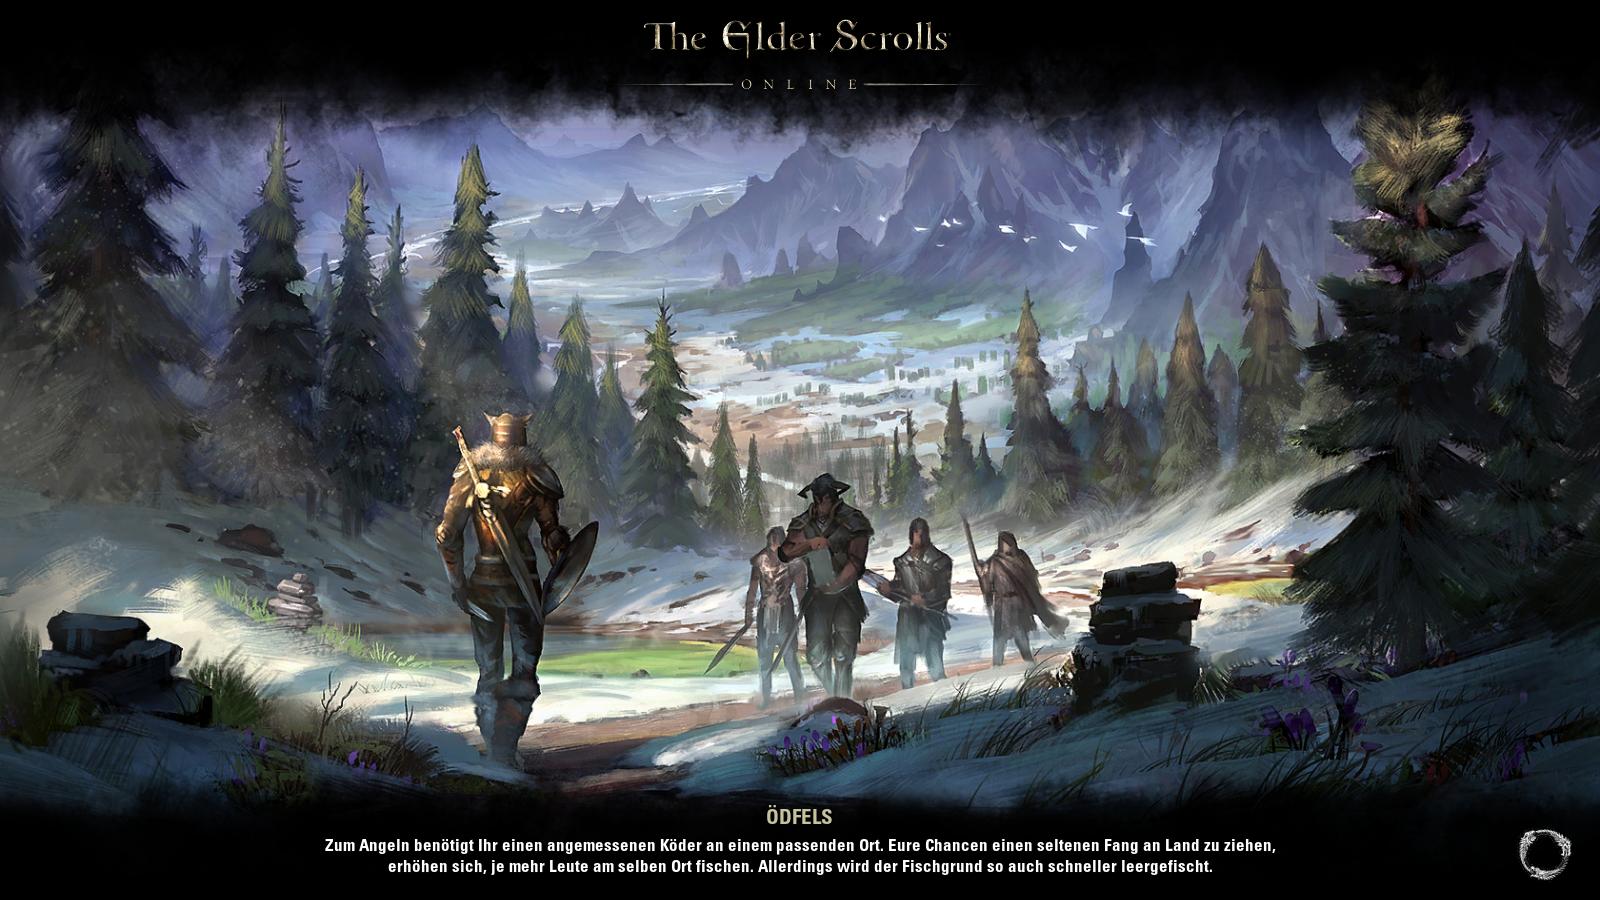 The Elder Scrolls
ONLINE
ÖDFELS
Zum Angeln benötigt Ihr einen angemessenen Köder an einem passenden Ort. Eure Chancen einen seltenen Fang an Land zu ziehen,
erhöhen sich, je mehr Leute am selben Ort fischen. Allerdings wird der Fischgrund so auch schneller leergefischt.